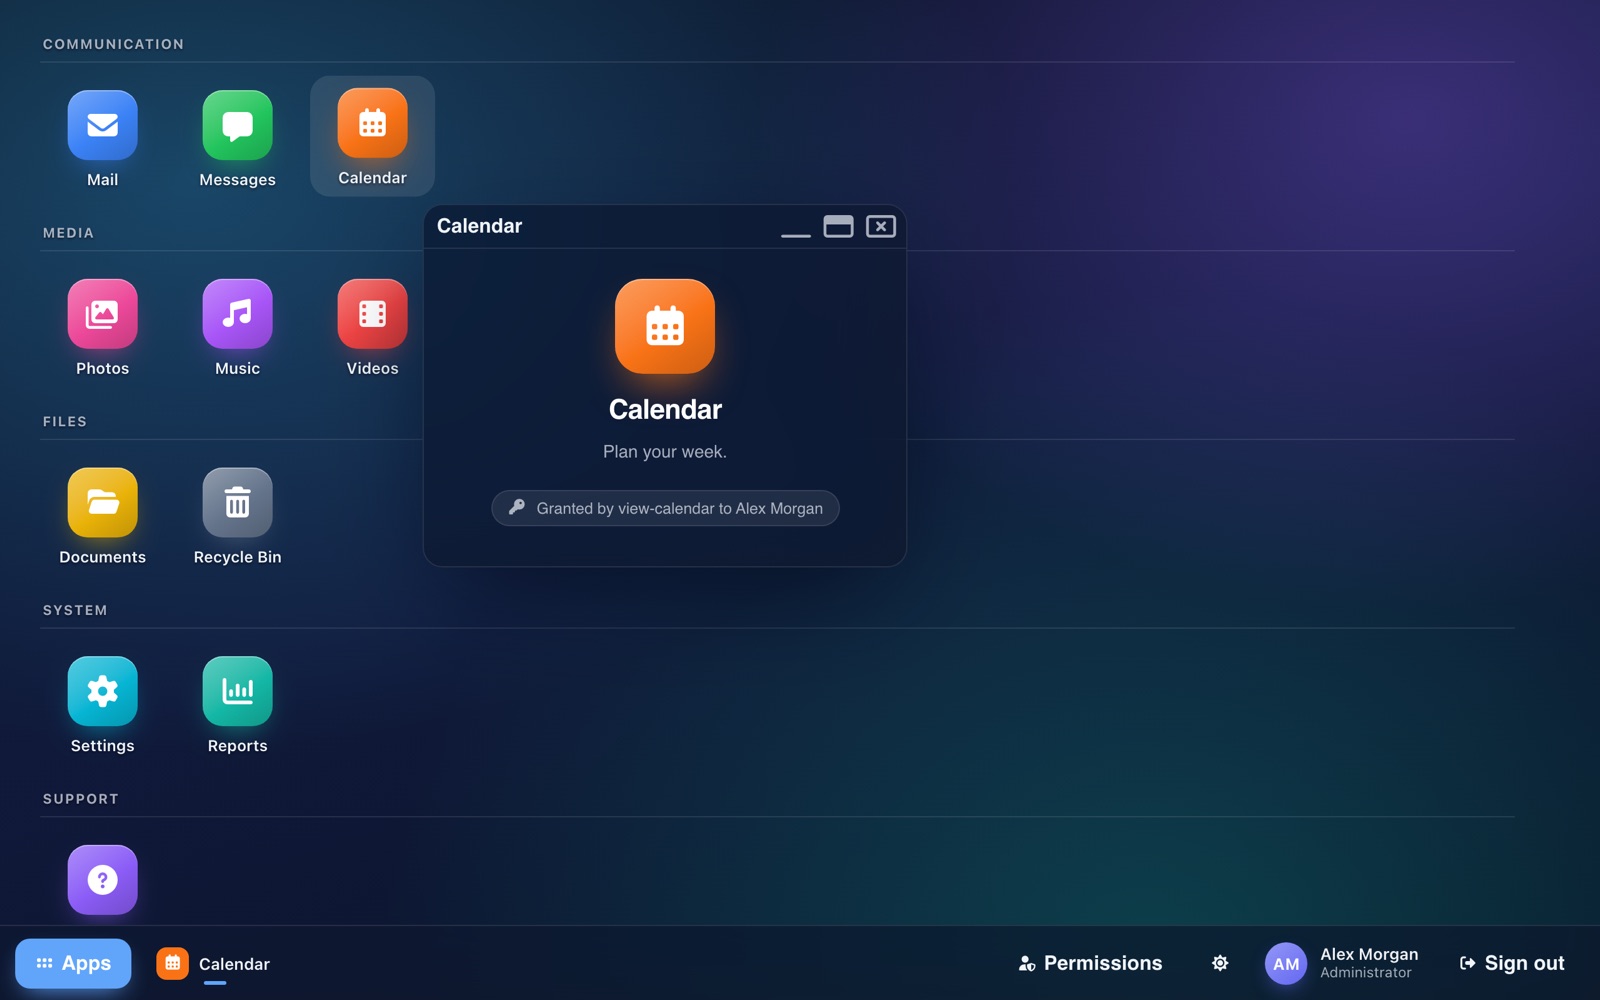 COMMUNICATION
Mail
Messages
Calendar
MEDIA
Photos
Music
Videos
FILES
Documents
Recycle Bin
SYSTEM
Settings
Reports
SUPPORT
Calendar
Calendar
Plan your week.
Granted by view-calendar to Alex Morgan
Apps
Calendar
Permissions
AM
Alex Morgan
Administrator
Sign out